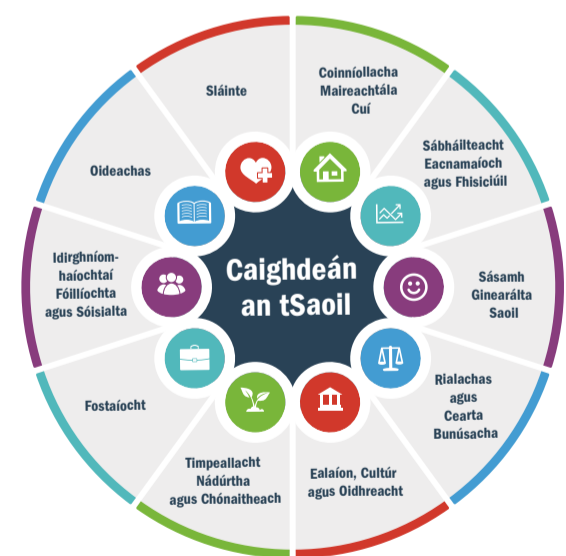 Caighdeán
an tSaoil
Coinníollacha
Maireachtála
Cuí
Sábháilteacht
Eacnamaíoch
agus Fhisiciúil
Sásamh
Ginearálta
Saoil
Rialachas
agus
Cearta
Bunúsacha
Ealaíon, Cultúr
agus Oidhreacht
Timpeallacht
Nádúrtha
agus Chónaitheach
Fostaíocht
Idirghníom-
haíochtaí
Fóillíochta
agus Sóisialta
Oideachas
Sláinte